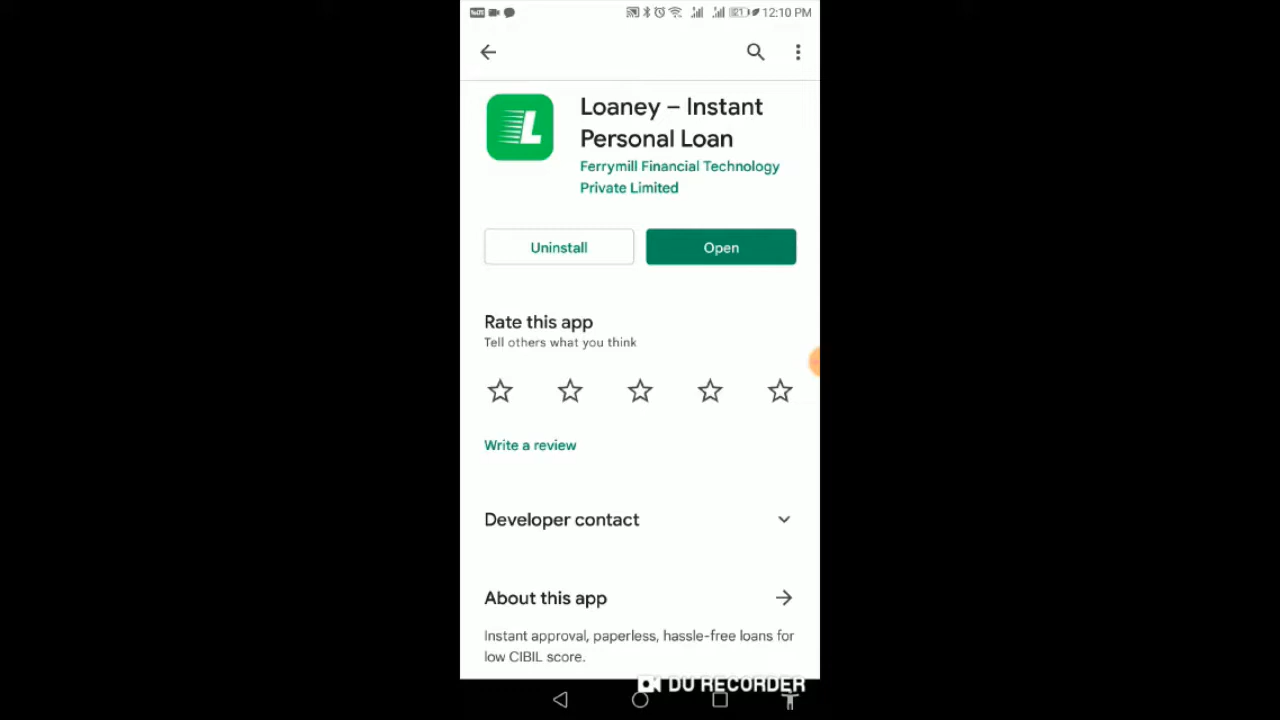 12:10 PM
L
Loaney – Instant
Personal Loan
Ferrymill Financial Technology
Private Limited
Uninstall
Open
Rate this app
Tell others what you think
Write a review
Developer contact
About this app
Instant approval, paperless, hassle-free loans for
low CIBIL score.
DU RECORDER